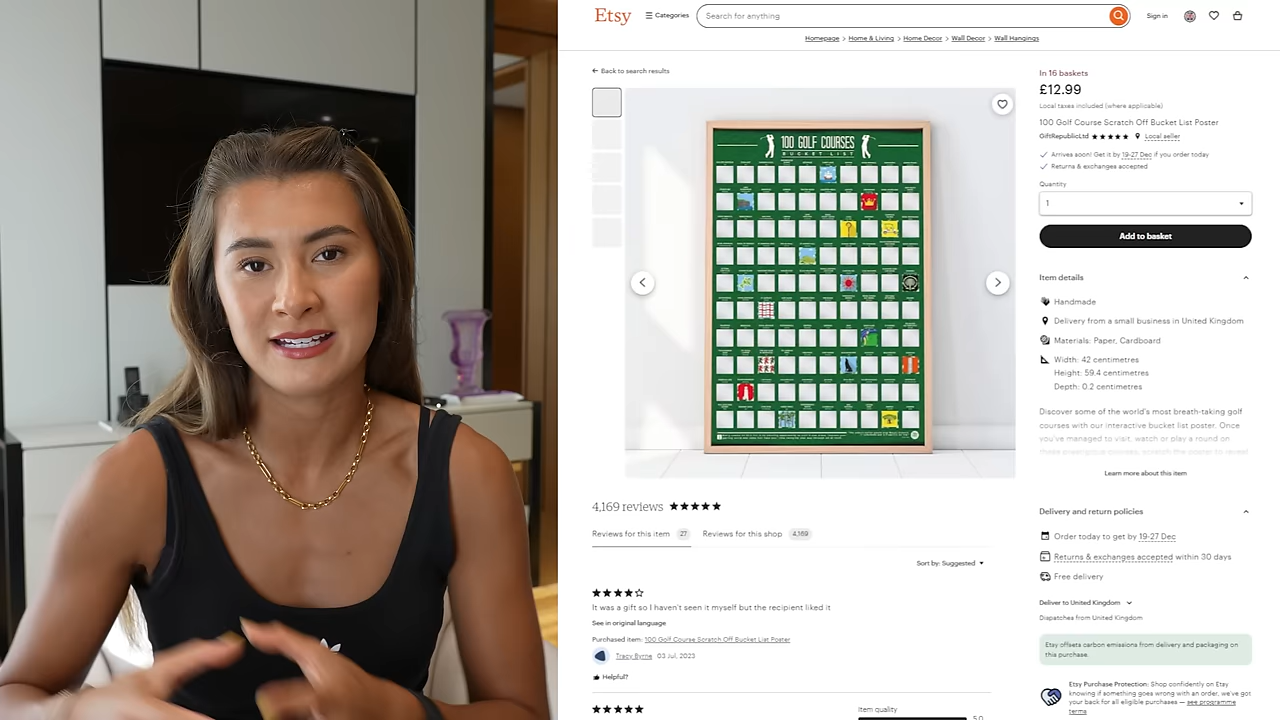 Etsy
Categories
Search for anything
Sign in
Homepage > Home & Living > Home Decor > Wall Decor > Wall Hangings
Back to search results
In 16 baskets
£12.99
Local taxes included (where applicable)
100 Golf Course Scratch Off Bucket List Poster
GiftRepublicLtd ★★★★★ Local seller
Arrives soon! Get it by 19-27 Dec if you order today
Returns & exchanges accepted
Quantity
1
Add to basket
100 GOLF COURSES
BUCKET LIST
Item details
Handmade
Delivery from a small business in United Kingdom
Materials: Paper, Cardboard
Width: 42 centimetres
Height: 59.4 centimetres
Depth: 0.2 centimetres
Discover some of the world's most breath-taking golf
courses with our interactive bucket list poster. Once
you've managed to visit, watch or play a round on
these prestigious courses, scratch the poster to reveal
Learn more about this item
4,169 reviews ★★★★★
Reviews for this item 27 Reviews for this shop 4,169
Sort by: Suggested
★★★★☆
It was a gift so I haven't seen it myself but the recipient liked it
See in original language
Purchased item: 100 Golf Course Scratch Off Bucket List Poster
Tracy Byrne 03 Jul, 2023
Helpful?
★★★★★
Item quality
5.0
Delivery and return policies
Order today to get by 19-27 Dec
Returns & exchanges accepted within 30 days
Free delivery
Deliver to United Kingdom
Dispatches from United Kingdom
Etsy offsets carbon emissions from delivery and packaging on
this purchase.
Etsy Purchase Protection: Shop confidently on Etsy
knowing if something goes wrong with an order, we've got
your back for all eligible purchases — see programme
terms